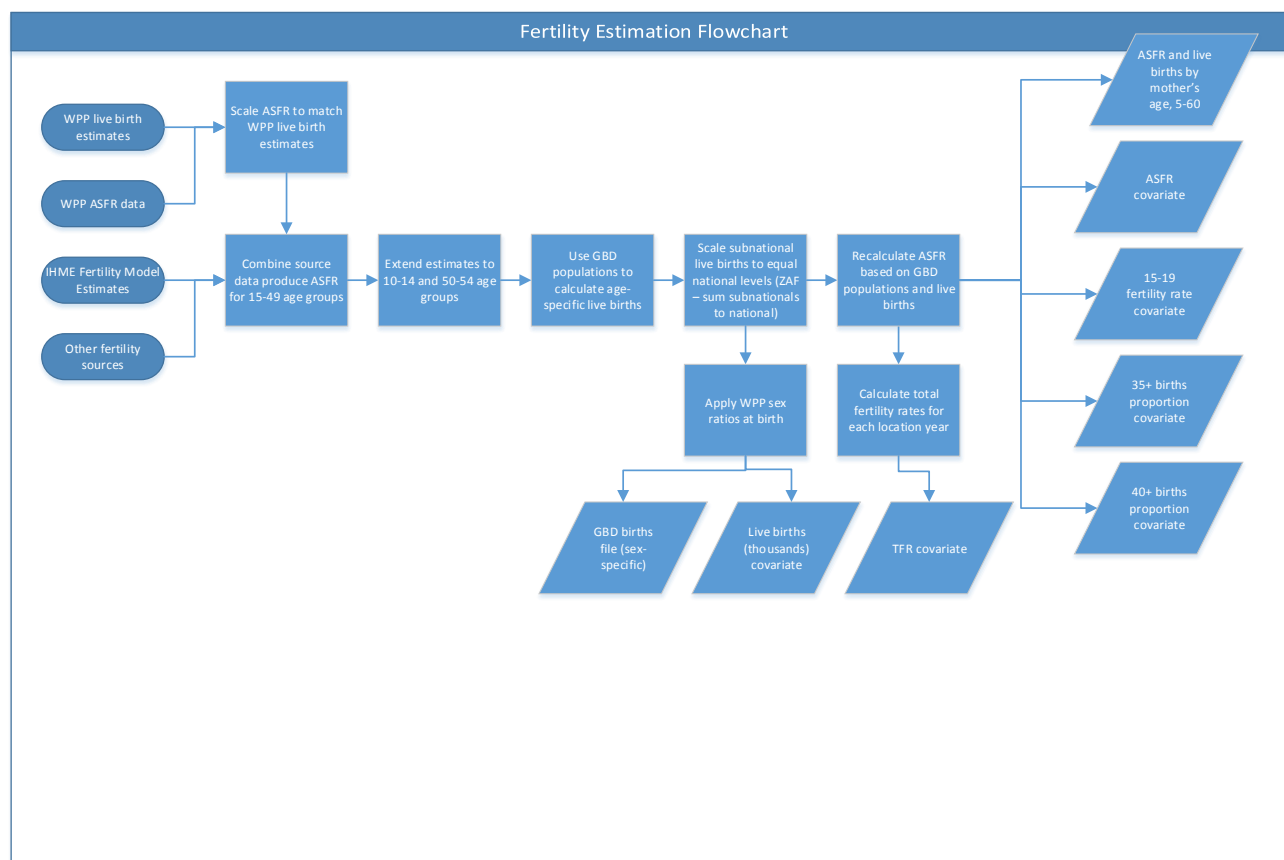 Fertility Estimation Flowchart
WPP live birth
estimates
WPP ASFR data
IHME Fertility Model
Estimates
Other fertility
sources
Scale ASFR to match
WPP live birth
estimates
Combine source
data produce ASFR
for 15-49 age groups
Extend estimates to
10-14 and 50-54 age
groups
Use GBD
populations to
calculate age-
specific live births
Scale subnational
live births to equal
national levels (ZAF
– sum subnationals
to national)
Recalculate ASFR
based on GBD
populations and live
births
Apply WPP sex
ratios at birth
Calculate total
fertility rates for
each location year
GBD births
file (sex-
specific)
Live births
(thousands)
covariate
TFR covariate
ASFR and live
births by
mother's
age, 5-60
ASFR
covariate
15-19
fertility rate
covariate
35+ births
proportion
covariate
40+ births
proportion
covariate